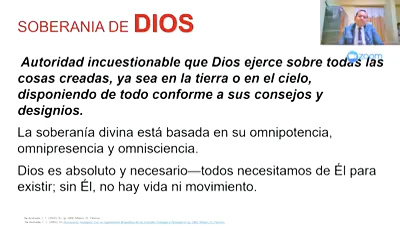 SOBERANIA DE DIOS
Autoridad incuestionable que Dios ejerce sobre todas las
cosas creadas, ya sea en la tierra o en el cielo,
disponiendo de todo conforme a sus consejos y
designios.
La soberanía divina está basada en su omnipotencia,
omnipresencia y omnisciencia.
Dios es absoluto y necesario—todos necesitamos de Él para
existir; sin Él, no hay vida ni movimiento.
zoom